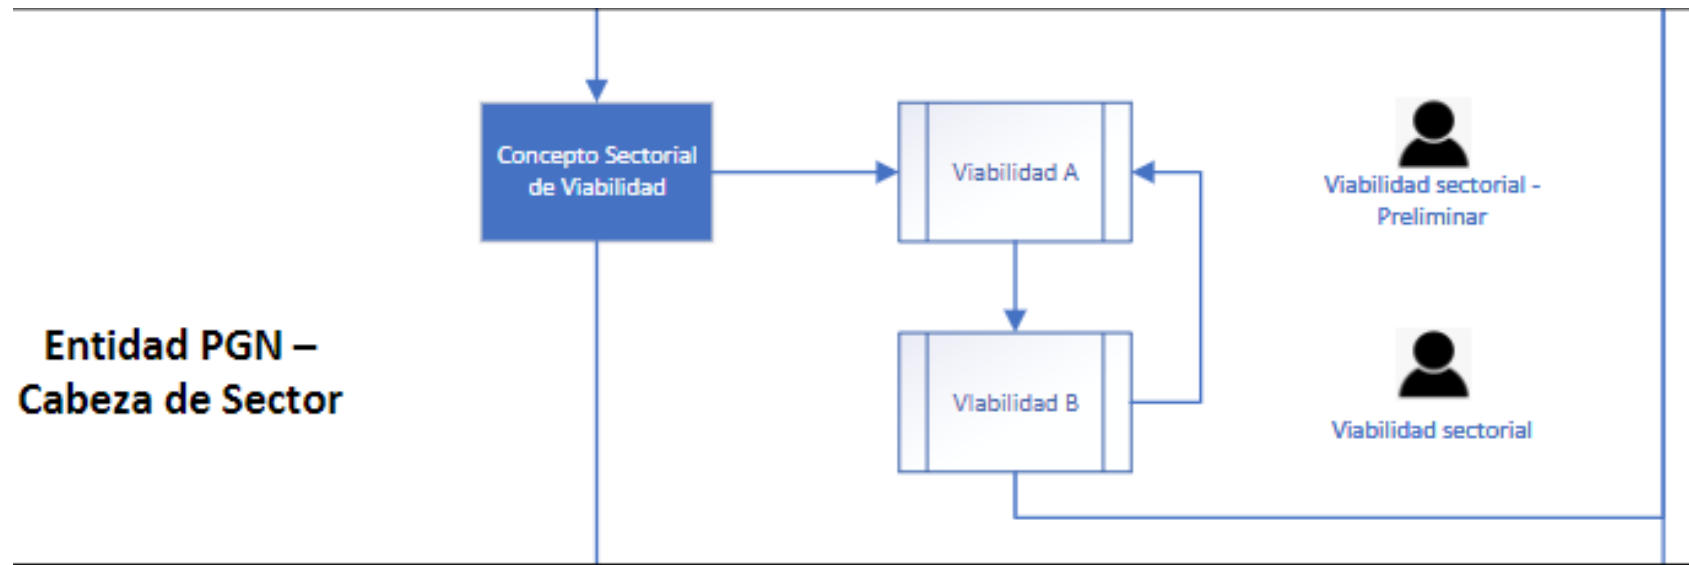 Concepto Sectorial
de Viabilidad
Viabilidad A
Viabilidad sectorial -
Preliminar
Entidad PGN –
Cabeza de Sector
VIabilidad B
Viabilidad sectorial